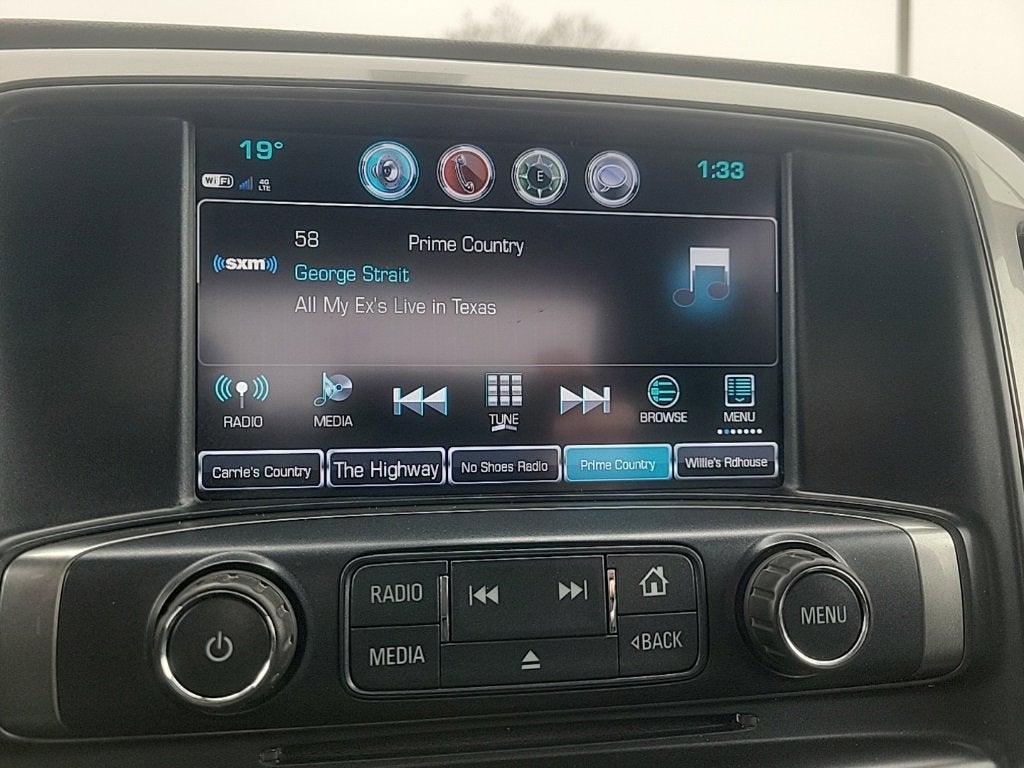 19°
1:33
WiFi
4G
LTE
E
58
Prime Country
((sxm))
George Strait
All My Ex's Live in Texas
RADIO
MEDIA
TUNE
BROWSE
MENU
Carrie's Country
The Highway
No Shoes Radio
Prime Country
Willie's Rdhouse
RADIO
MEDIA
BACK
MENU